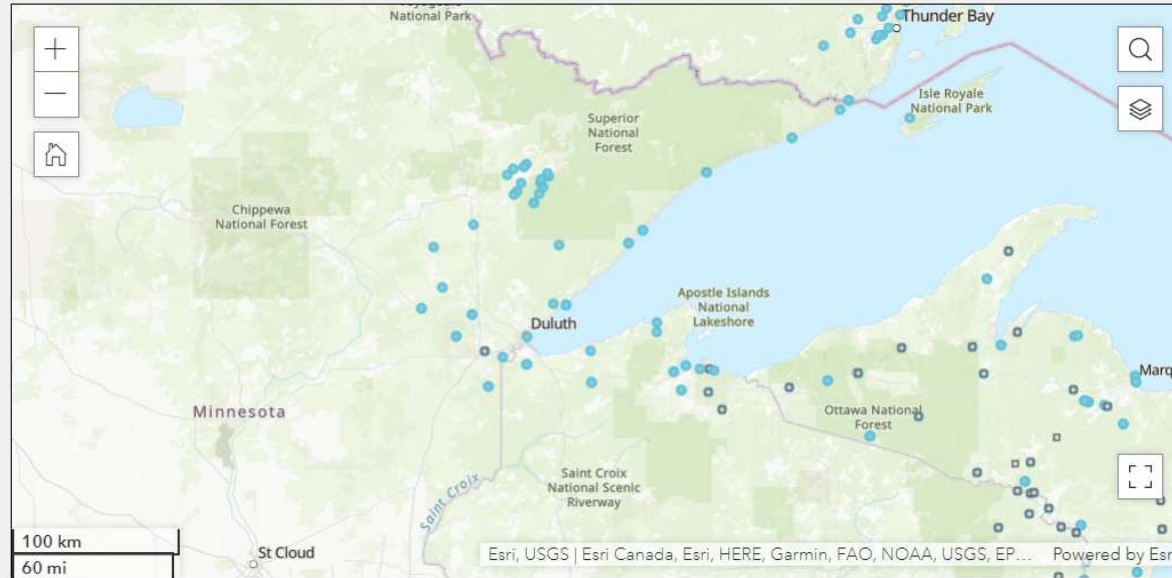 National Park
Thunder Bay
Isle Royale
National Park
Superior
National
Forest
Chippewa
National Forest
Apostle Islands
National
Lakeshore
Duluth
Marq
Minnesota
Ottawa National
Forest
Saint Croix
National Scenic
Riverway
Saint Croix
100 km
60 mi
St Cloud
Esri, USGS | Esri Canada, Esri, HERE, Garmin, FAO, NOAA, USGS, EP...
Powered by Esr